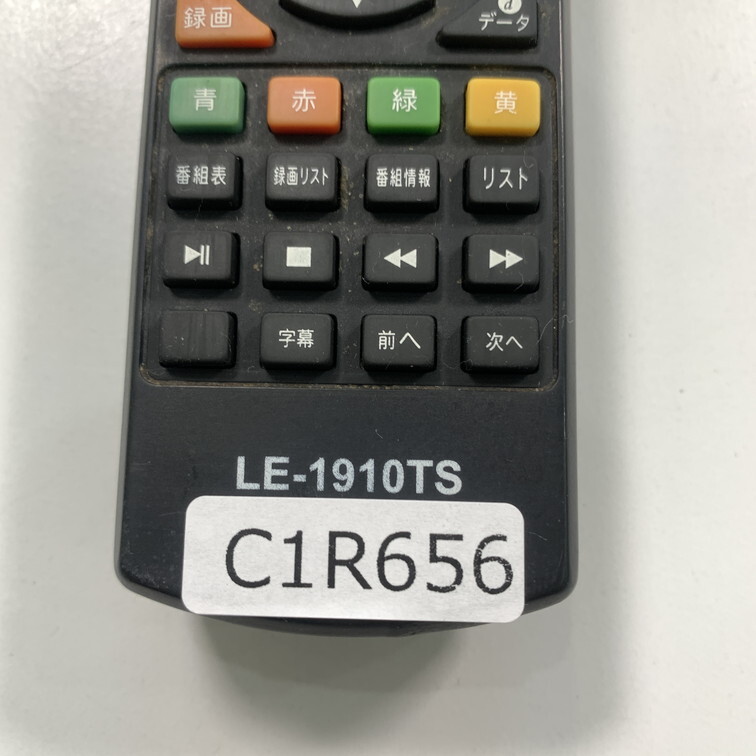 録画
d
データ
青 赤 緑 黄
番組表 録画リスト 番組情報 リスト
字幕 前へ 次へ
LE-1910TS
C1R656